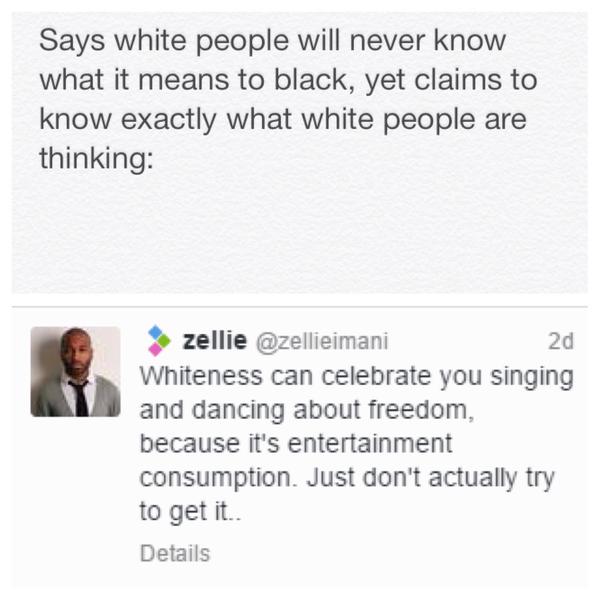 Says white people will never know
what it means to black, yet claims to
know exactly what white people are
thinking:
zellie @zellieimani 2d
Whiteness can celebrate you singing
and dancing about freedom,
because it's entertainment
consumption. Just don't actually try
to get it..
Details